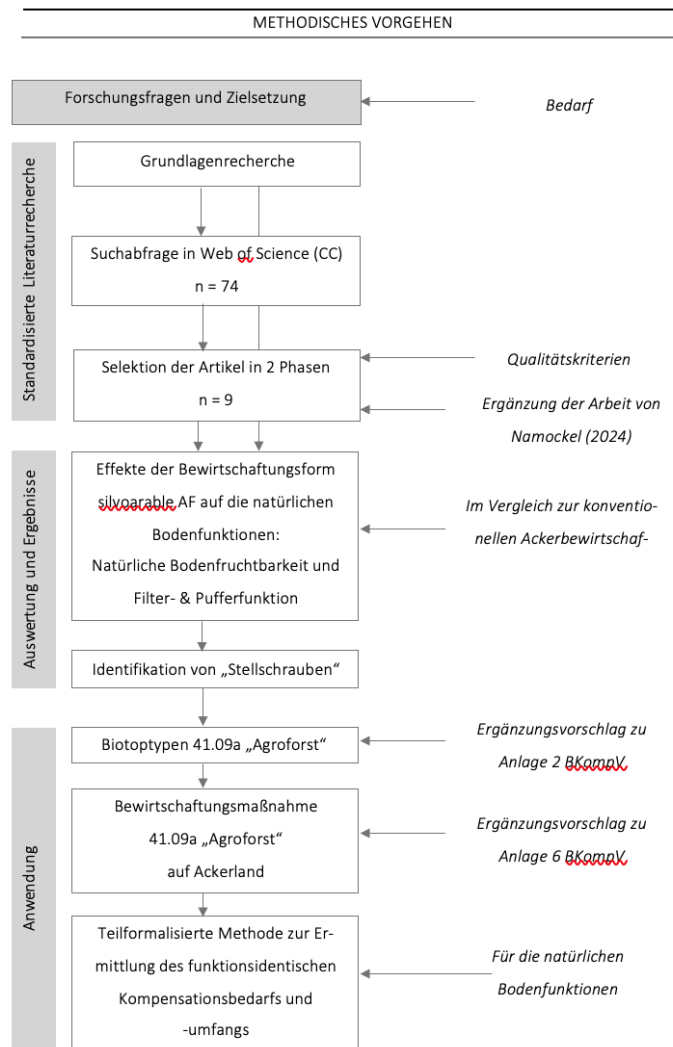 METHODISCHES VORGEHEN
Forschungsfragen und Zielsetzung
Bedarf
Standardisierte Literaturrecherche
Grundlagenrecherche
Suchabfrage in Web of Science (CC)
n = 74
Selektion der Artikel in 2 Phasen
n = 9
Qualitätskriterien
Ergänzung der Arbeit von
Namockel (2024)
Auswertung und Ergebnisse
Effekte der Bewirtschaftungsform
silvoarable AF auf die natürlichen
Bodenfunktionen:
Natürliche Bodenfruchtbarkeit und
Filter- & Pufferfunktion
Im Vergleich zur konventio-
nellen Ackerbewirtschaf-
Identifikation von „Stellschrauben“
Anwendung
Biotoptypen 41.09a „Agroforst“
Ergänzungsvorschlag zu
Anlage 2 BKompV
Bewirtschaftungsmaßnahme
41.09a „Agroforst“
auf Ackerland
Ergänzungsvorschlag zu
Anlage 6 BKompV
Teilformalisierte Methode zur Er-
mittlung des funktionsidentischen
Kompensationsbedarfs und
-umfangs
Für die natürlichen
Bodenfunktionen